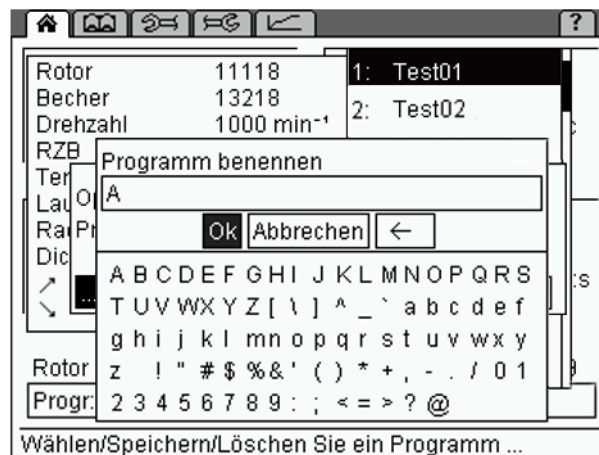 ?
Rotor 11118
Becher 13218
Drehzahl 1000 min⁻¹
RZB
1: Test01
2: Test02
Programm benennen
A
Ok Abbrechen ←
A B C D E F G H I J K L M N O P Q R S
T U V W X Y Z [ \ ] ^ _ ` a b c d e f
g h i j k l m n o p q r s t u v w x y
z ! " # $ % & ' ( ) * + , - . / 0 1
2 3 4 5 6 7 8 9 : ; < = > ? @
Rotor
Progr:
Wählen/Speichern/Löschen Sie ein Programm ...